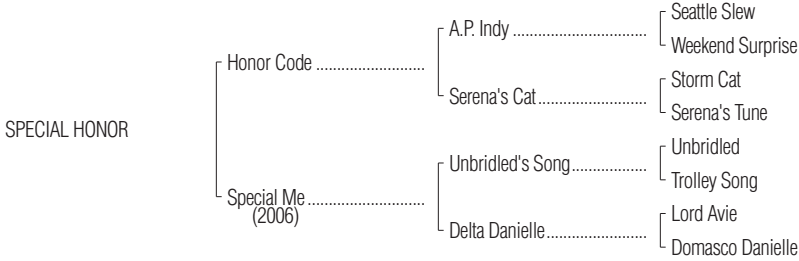 Seattle Slew
A.P. Indy ................................
Weekend Surprise
Honor Code ..........................
Storm Cat
Serena's Cat..........................
Serena's Tune
SPECIAL HONOR
Unbridled
Unbridled's Song..................
Trolley Song
Special Me............................
(2006)
Lord Avie
Delta Danielle........................
Domasco Danielle